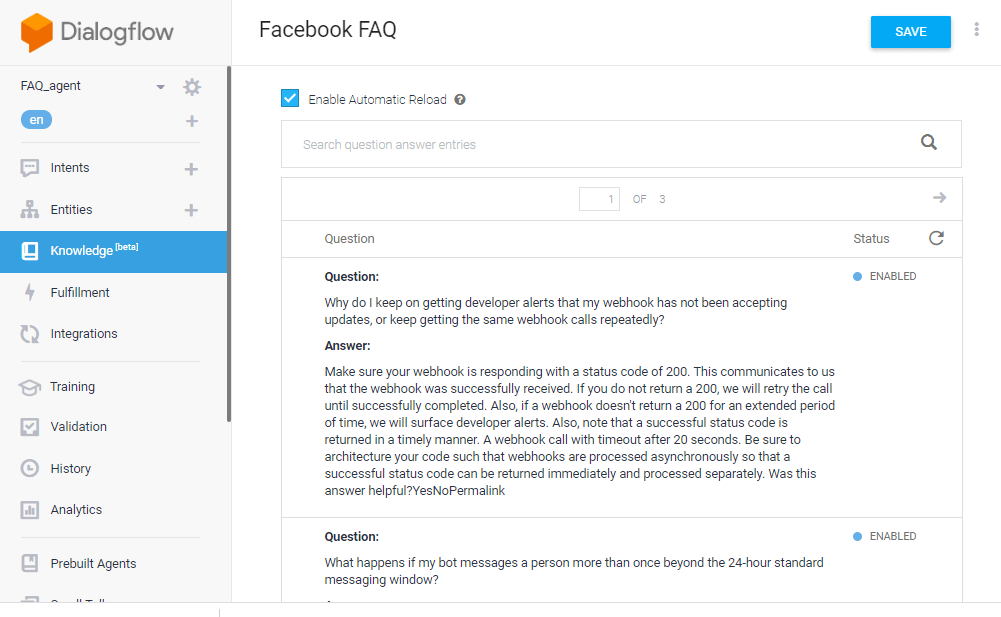 Dialogflow
FAQ_agent
en
Intents
Entities
Knowledge [beta]
Fulfillment
Integrations
Training
Validation
History
Analytics
Prebuilt Agents
Facebook FAQ
SAVE
Enable Automatic Reload
Search question answer entries
1 OF 3
Question Status
Question: ENABLED
Why do I keep on getting developer alerts that my webhook has not been accepting
updates, or keep getting the same webhook calls repeatedly?
Answer:
Make sure your webhook is responding with a status code of 200. This communicates to us
that the webhook was successfully received. If you do not return a 200, we will retry the call
until successfully completed. Also, if a webhook doesn't return a 200 for an extended period
of time, we will surface developer alerts. Also, note that a successful status code is
returned in a timely manner. A webhook call with timeout after 20 seconds. Be sure to
architecture your code such that webhooks are processed asynchronously so that a
successful status code can be returned immediately and processed separately. Was this
answer helpful?YesNoPermalink
Question: ENABLED
What happens if my bot messages a person more than once beyond the 24-hour standard
messaging window?